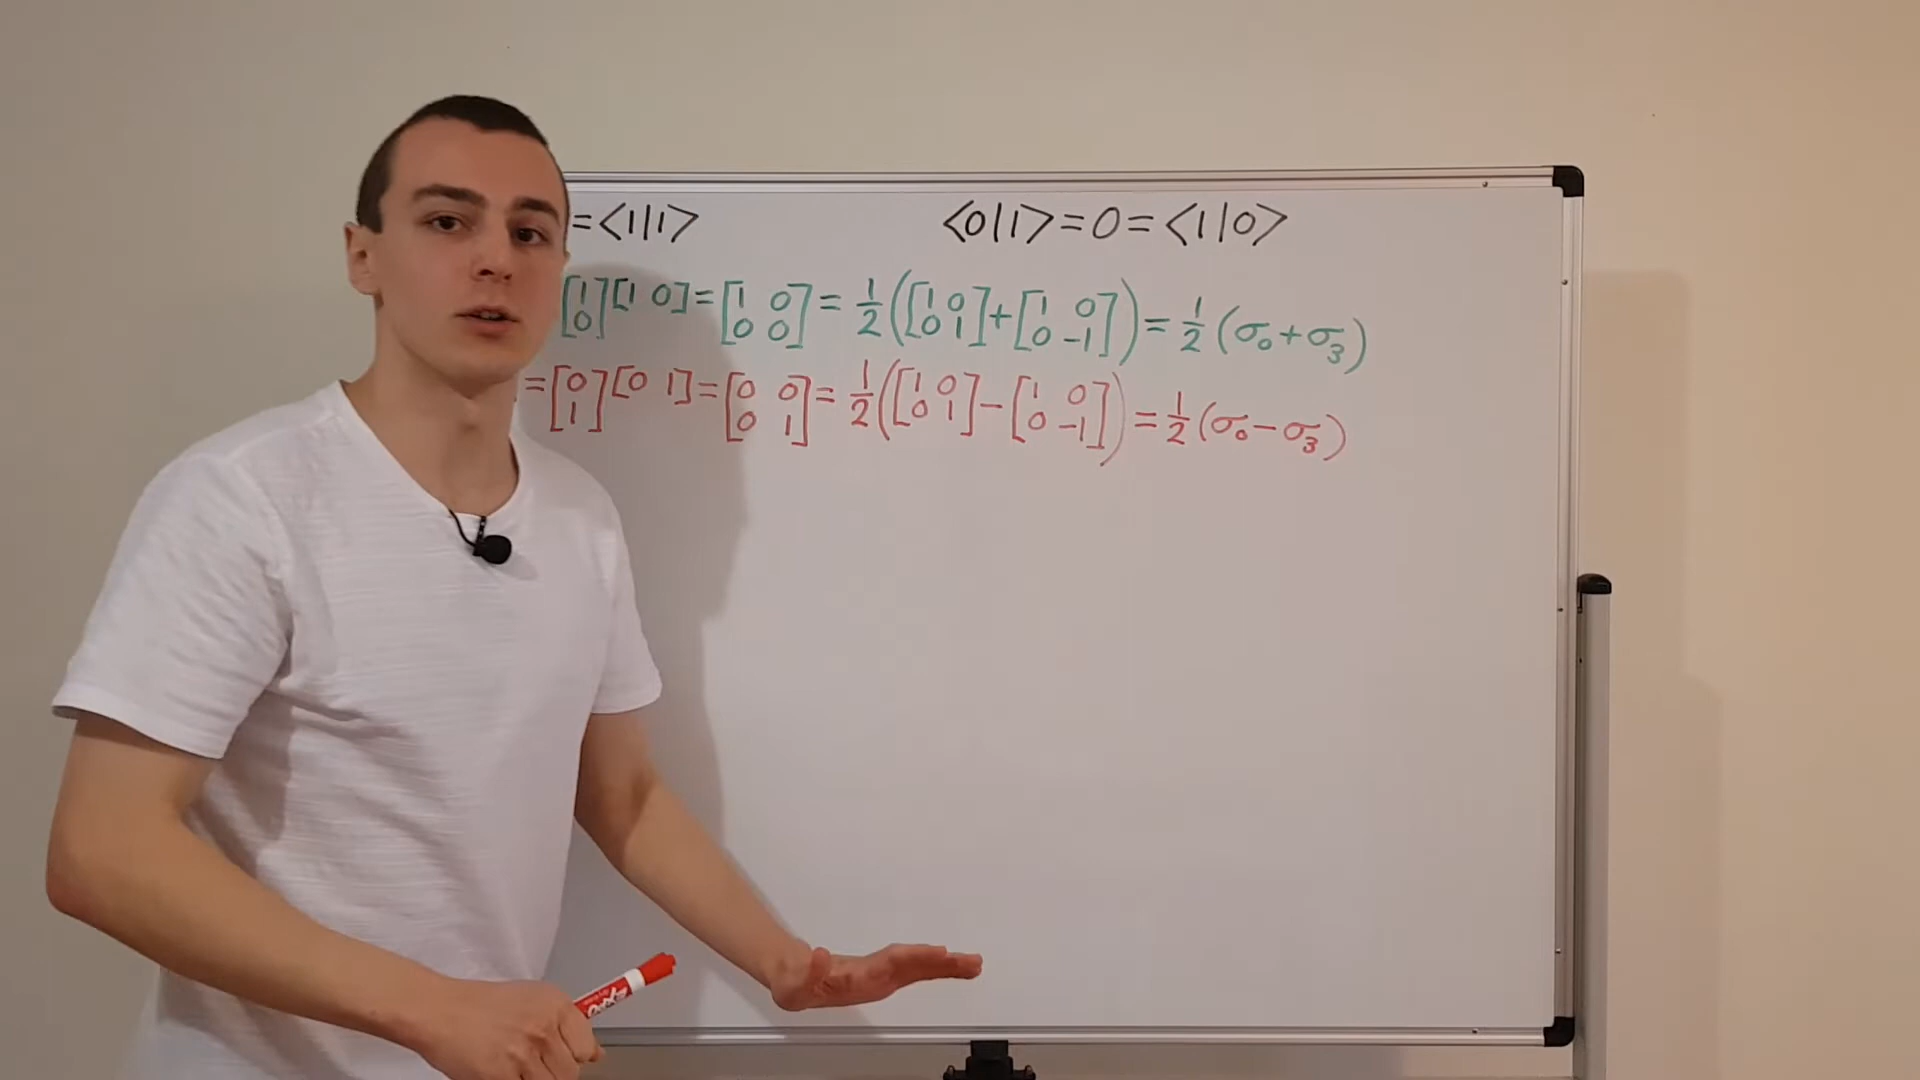 =<1|1> <0|1>=0=<1|0>
[1 0][1 0]=[1 0 0 0]=1/2([1 0 0 1]+[1 0 0 -1])=1/2(σ₀+σ₃)
=[0 1][0 1]=[0 0 0 1]=1/2([1 0 0 1]-[1 0 0 -1])=1/2(σ₀-σ₃)
EXPO